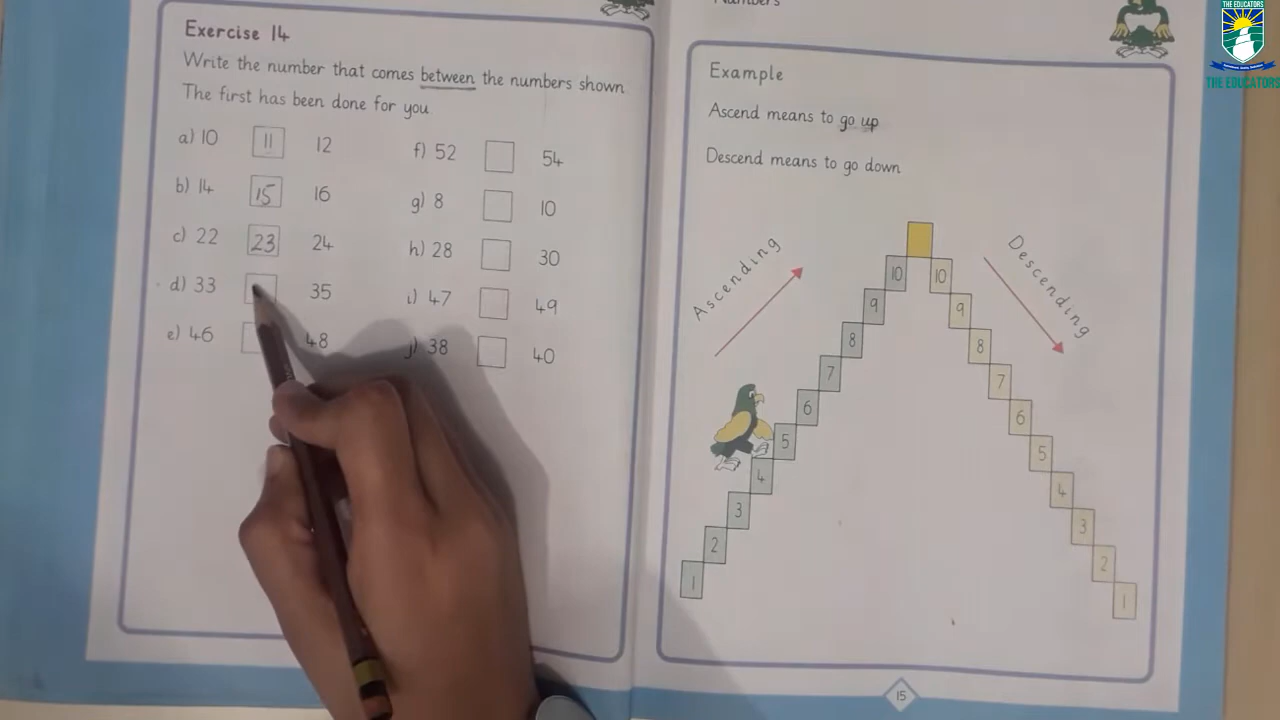 Exercise 14
Write the number that comes between the numbers shown
The first has been done for you
a) 10 11 12
b) 14 15 16
c) 22 23 24
d) 33 35
e) 46 48
f) 52 54
g) 8 10
h) 28 30
i) 47 49
j) 38 40
Numbers
Example
Ascend means to go up
Descend means to go down
Ascending
Descending
10
9
8
7
6
5
4
3
2
1
10
9
8
7
6
5
4
3
2
1
15
THE EDUCATORS
THE EDUCATORS